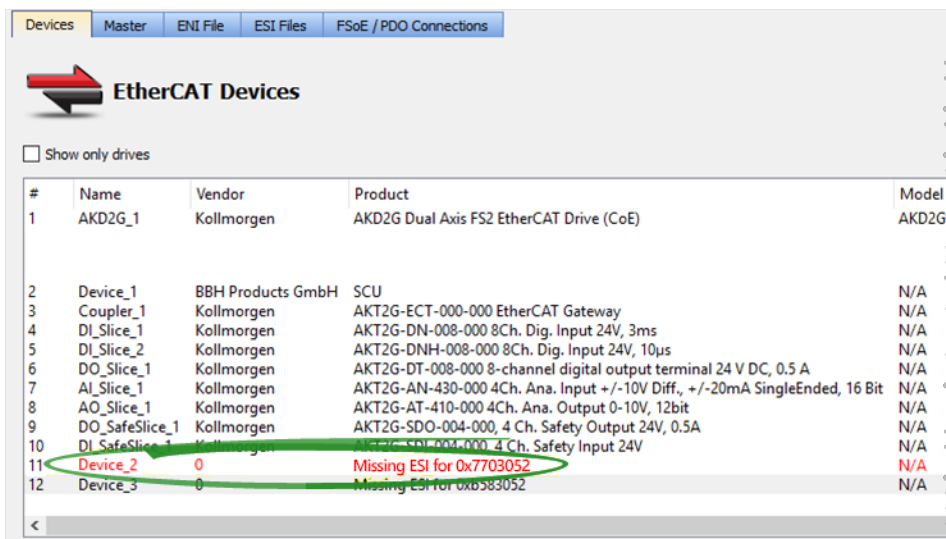 Devices Master ENI File ESI Files FSoE / PDO Connections
EtherCAT Devices
Show only drives
# Name Vendor Product Model
1 AKD2G_1 Kollmorgen AKD2G Dual Axis FS2 EtherCAT Drive (CoE) AKD2G
2 Device_1 BBH Products GmbH SCU N/A
3 Coupler_1 Kollmorgen AKT2G-ECT-000-000 EtherCAT Gateway N/A
4 DI_Slice_1 Kollmorgen AKT2G-DN-008-000 8Ch. Dig. Input 24V, 3ms N/A
5 DI_Slice_2 Kollmorgen AKT2G-DNH-008-000 8Ch. Dig. Input 24V, 10μs N/A
6 DO_Slice_1 Kollmorgen AKT2G-DT-008-000 8-channel digital output terminal 24 V DC, 0.5 A N/A
7 AI_Slice_1 Kollmorgen AKT2G-AN-430-000 4Ch. Ana. Input +/-10V Diff., +/-20mA SingleEnded, 16 Bit N/A
8 AO_Slice_1 Kollmorgen AKT2G-AT-410-000 4Ch. Ana. Output 0-10V, 12bit N/A
9 DO_SafeSlice_1 Kollmorgen AKT2G-SDO-004-000, 4 Ch. Safety Output 24V, 0.5A N/A
10 DI_SafeSlice_1 Kollmorgen AKT2G-SDI-004-000, 4 Ch. Safety Input 24V N/A
11 Device_2 0 Missing ESI for 0x7703052 N/A
12 Device_3 0 Missing ESI for 0xb583052 N/A